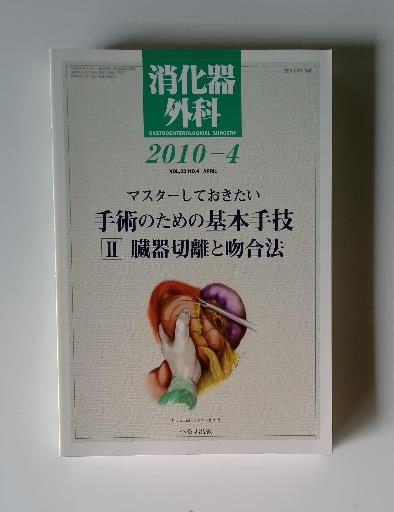 消化器
外科
GASTROENTEROLOGICAL SURGERY
2010-4
VOL.33 NO.4 APRIL
マスターしておきたい
手術のための基本手技
Ⅱ 臓器切離と吻合法
へるす出版